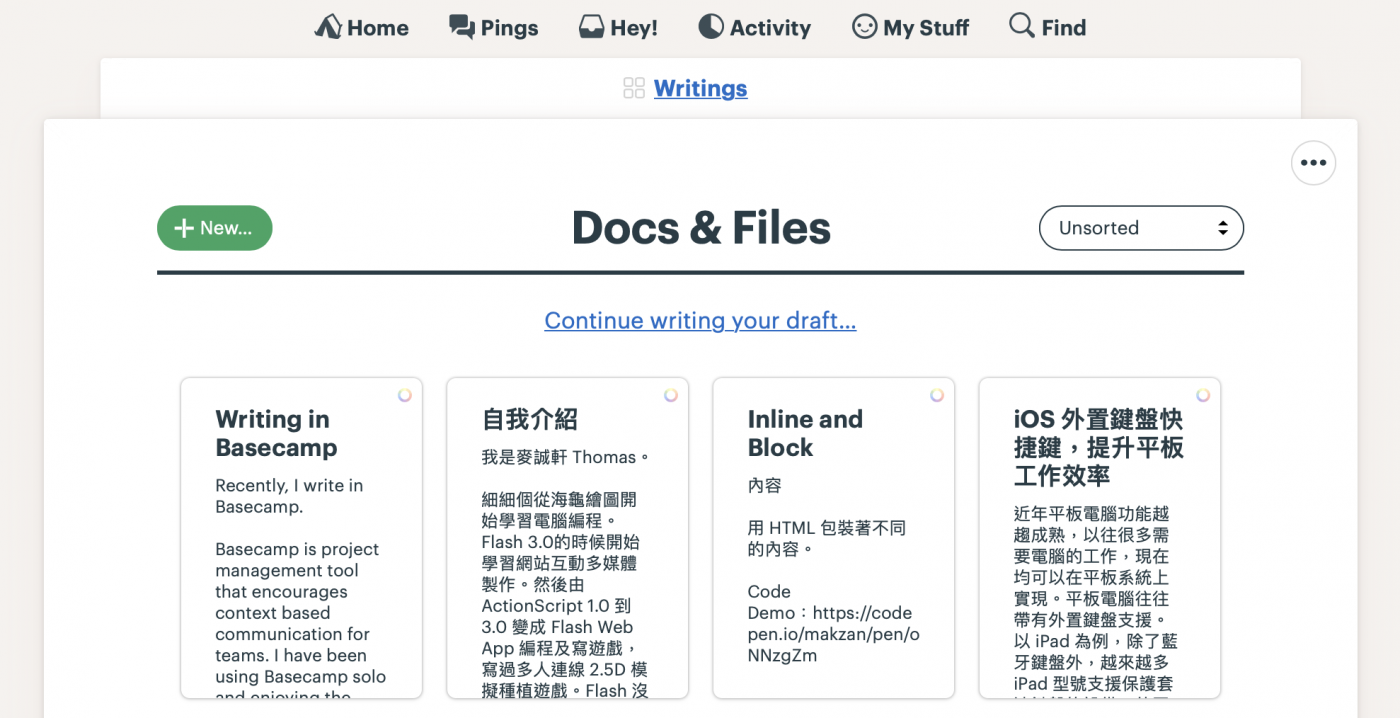 Home Pings Hey! Activity My Stuff Find
Writings
New...
Docs & Files
Unsorted
Continue writing your draft...
Writing in
Basecamp
Recently, I write in
Basecamp.
Basecamp is project
management tool
that encourages
context based
communication for
teams. I have been
using Basecamp solo
and enjoying the
自我介紹
我是麥誠軒 Thomas。
細細個從海龜繪圖開
始學習電腦編程。
Flash 3.0的時候開始
學習網站互動多媒體
製作。然後由
ActionScript 1.0 到
3.0 變成 Flash Web
App 編程及寫遊戲，
寫過多人連線 2.5D 模
擬種植遊戲。Flash 沒
Inline and
Block
內容
用 HTML 包裝著不同
的內容。
Code
Demo：https://code
pen.io/makzan/pen/o
NNzgZm
iOS 外置鍵盤快
捷鍵，提升平板
工作效率
近年平板電腦功能越
趨成熟，以往很多需
要電腦的工作，現在
均可以在平板系統上
實現。平板電腦往往
帶有外置鍵盤支援。
以 iPad 為例，除了藍
牙鍵盤外，越來越多
iPad 型號支援保護套